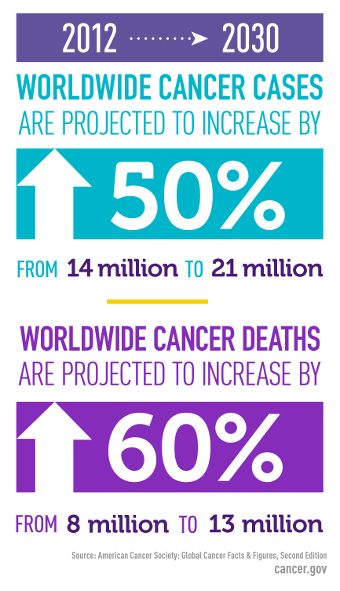 2012 ········➤ 2030
WORLDWIDE CANCER CASES
ARE PROJECTED TO INCREASE BY
50%
FROM 14 million TO 21 million
WORLDWIDE CANCER DEATHS
ARE PROJECTED TO INCREASE BY
60%
FROM 8 million TO 13 million
Source: American Cancer Society: Global Cancer Facts & Figures, Second Edition
cancer.gov